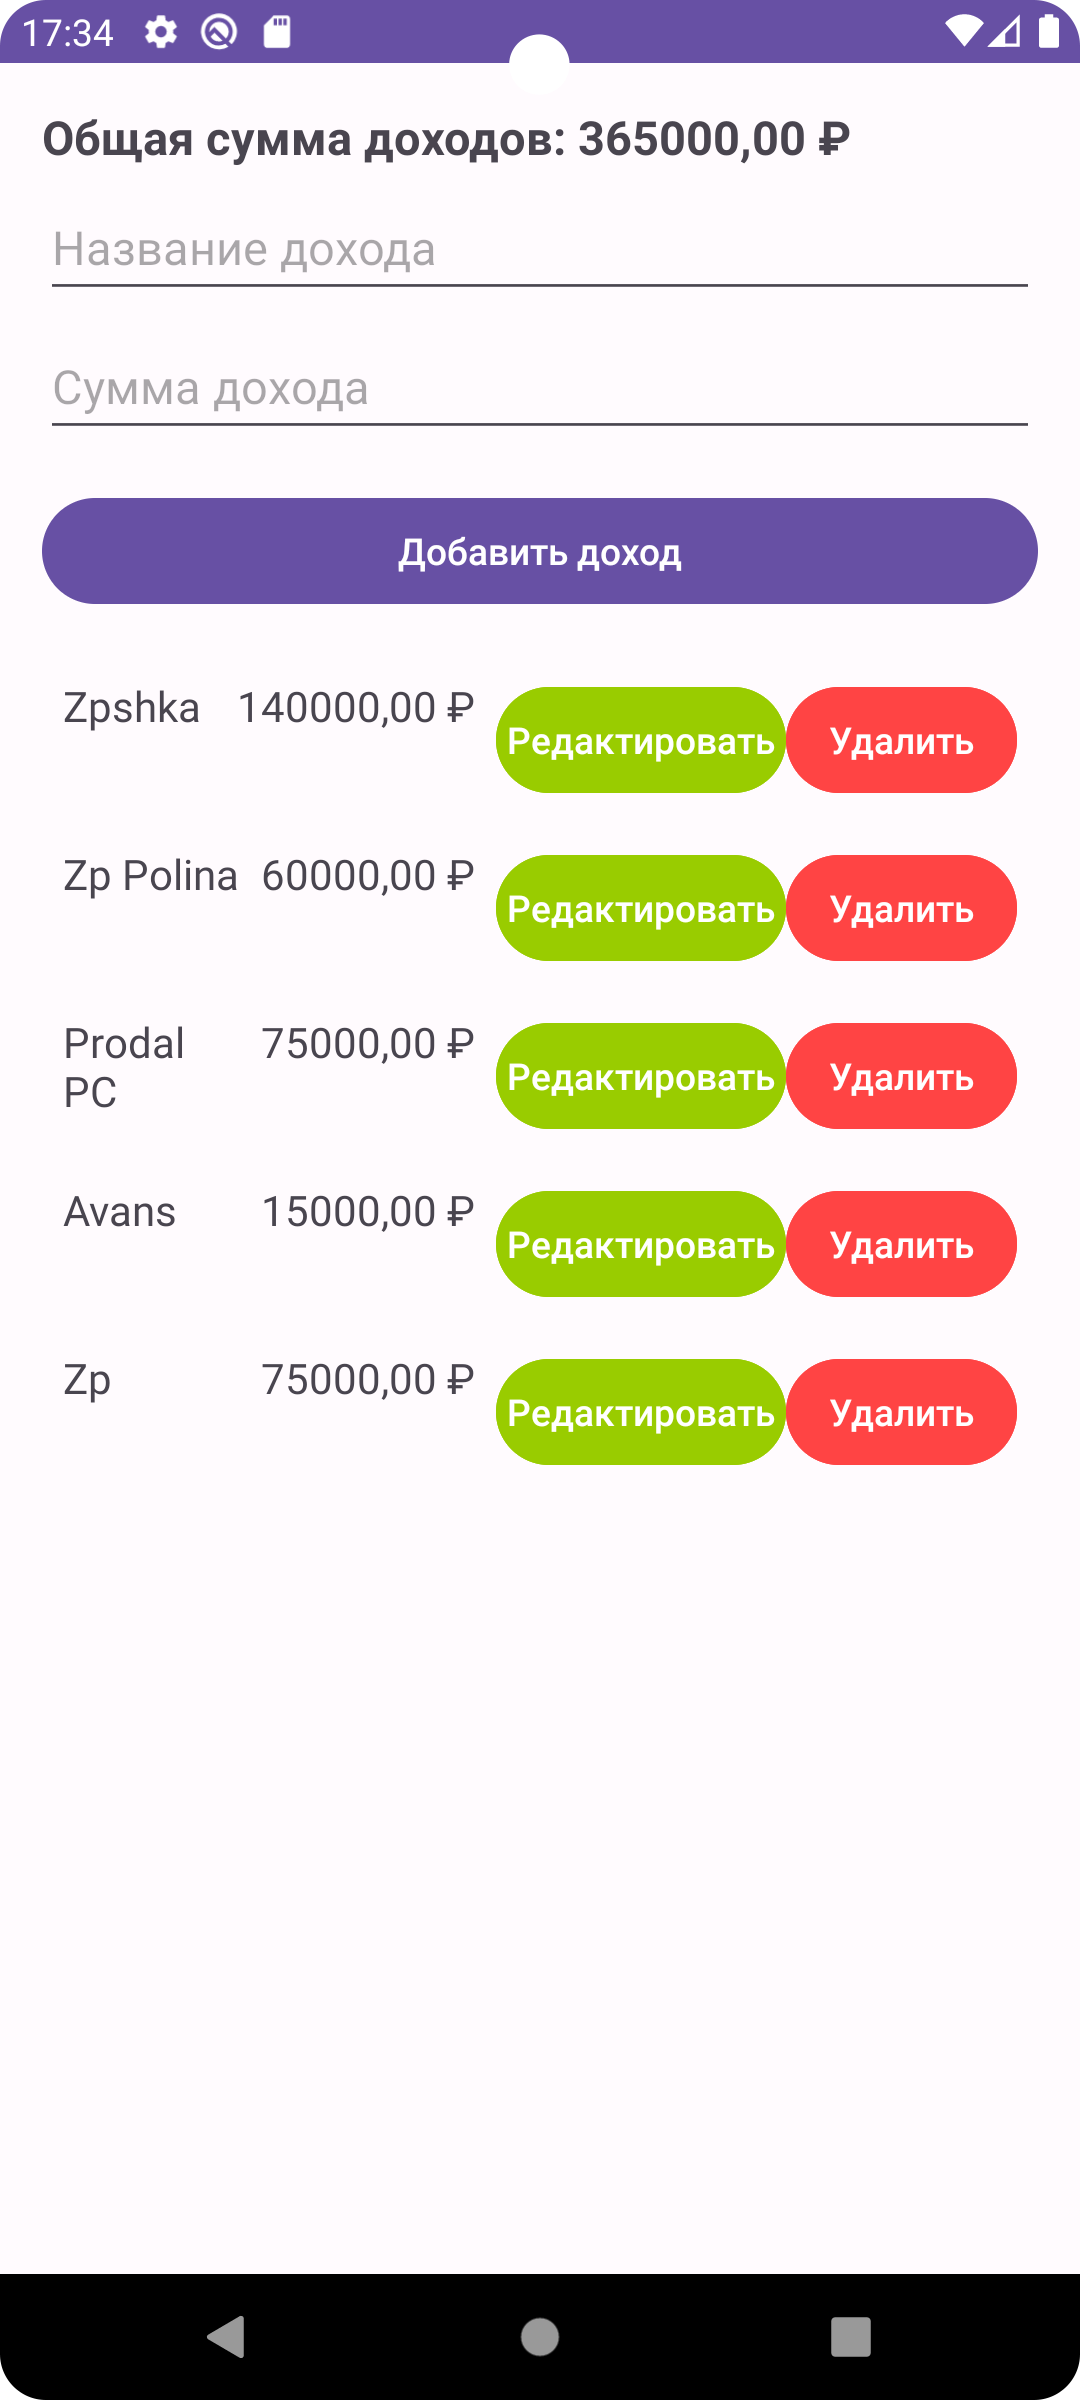 17:34
Общая сумма доходов: 365000,00 ₽
Название дохода
Сумма дохода
Добавить доход
Zpshka 140000,00 ₽ Редактировать Удалить
Zp Polina 60000,00 ₽ Редактировать Удалить
Prodal 75000,00 ₽ Редактировать Удалить
PC
Avans 15000,00 ₽ Редактировать Удалить
Zp 75000,00 ₽ Редактировать Удалить